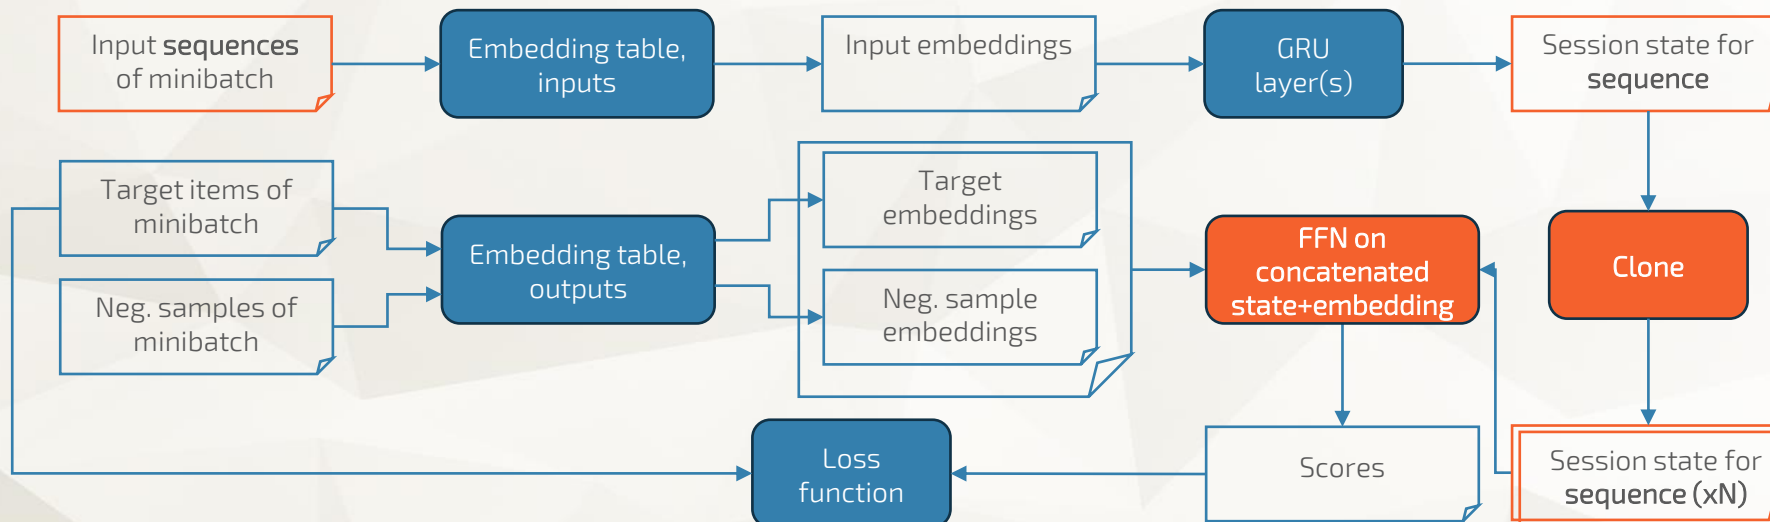 Input sequences
of minibatch
Embedding table,
inputs
Input embeddings
GRU
layer(s)
Session state for
sequence
Target items of
minibatch
Neg. samples of
minibatch
Embedding table,
outputs
Target
embeddings
Neg. sample
embeddings
FFN on
concatenated
state+embedding
Clone
Loss
function
Scores
Session state for
sequence (xN)